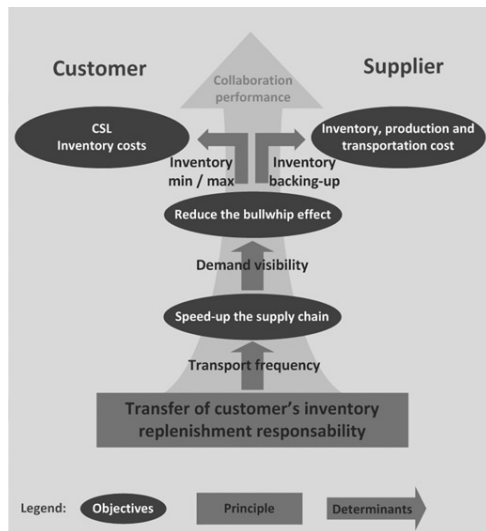 Customer
Supplier
Collaboration
performance
CSL
Inventory costs
Inventory, production and
transportation cost
Inventory
min / max
Inventory
backing-up
Reduce the bullwhip effect
Demand visibility
Speed-up the supply chain
Transport frequency
Transfer of customer's inventory
replenishment responsability
Legend:
Objectives
Principle
Determinants